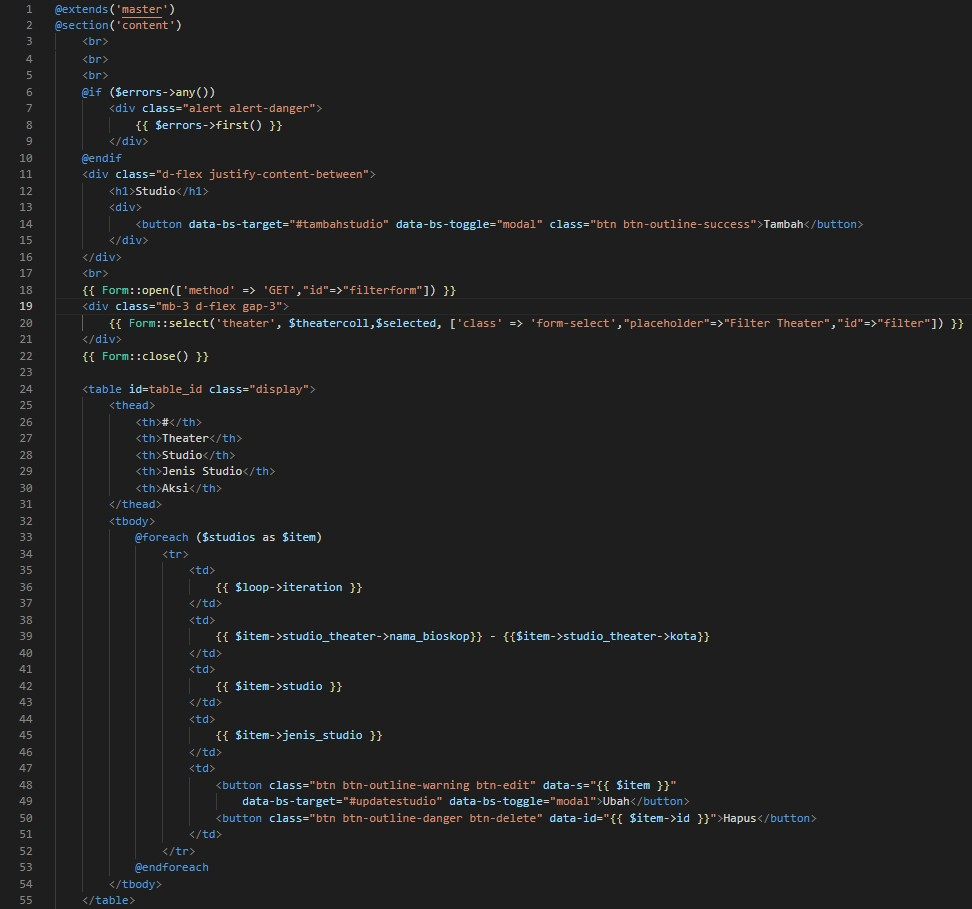 1 @extends('master')
2 @section('content')
3 <br>
4 <br>
5 <br>
6 @if ($errors->any())
7 <div class="alert alert-danger">
8 {{ $errors->first() }}
9 </div>
10 @endif
11 <div class="d-flex justify-content-between">
12 <h1>Studio</h1>
13 <div>
14 <button data-bs-target="#tambahstudio" data-bs-toggle="modal" class="btn btn-outline-success">Tambah</button>
15 </div>
16 </div>
17 <br>
18 {{ Form::open(['method' => 'GET',"id"=>"filterform"]) }}
19 <div class="mb-3 d-flex gap-3">
20 {{ Form::select('theater', $theatercoll,$selected, ['class' => 'form-select',"placeholder"=>"Filter Theater","id"=>"filter"]) }}
21 </div>
22 {{ Form::close() }}
23
24 <table id=table_id class="display">
25 <thead>
26 <th>#</th>
27 <th>Theater</th>
28 <th>Studio</th>
29 <th>Jenis Studio</th>
30 <th>Aksi</th>
31 </thead>
32 <tbody>
33 @foreach ($studios as $item)
34 <tr>
35 <td>
36 {{ $loop->iteration }}
37 </td>
38 <td>
39 {{ $item->studio_theater->nama_bioskop}} - {{$item->studio_theater->kota}}
40 </td>
41 <td>
42 {{ $item->studio }}
43 </td>
44 <td>
45 {{ $item->jenis_studio }}
46 </td>
47 <td>
48 <button class="btn btn-outline-warning btn-edit" data-s="{{ $item }}"
49 data-bs-target="#updatestudio" data-bs-toggle="modal">Ubah</button>
50 <button class="btn btn-outline-danger btn-delete" data-id="{{ $item->id }}">Hapus</button>
51 </td>
52 </tr>
53 @endforeach
54 </tbody>
55 </table>